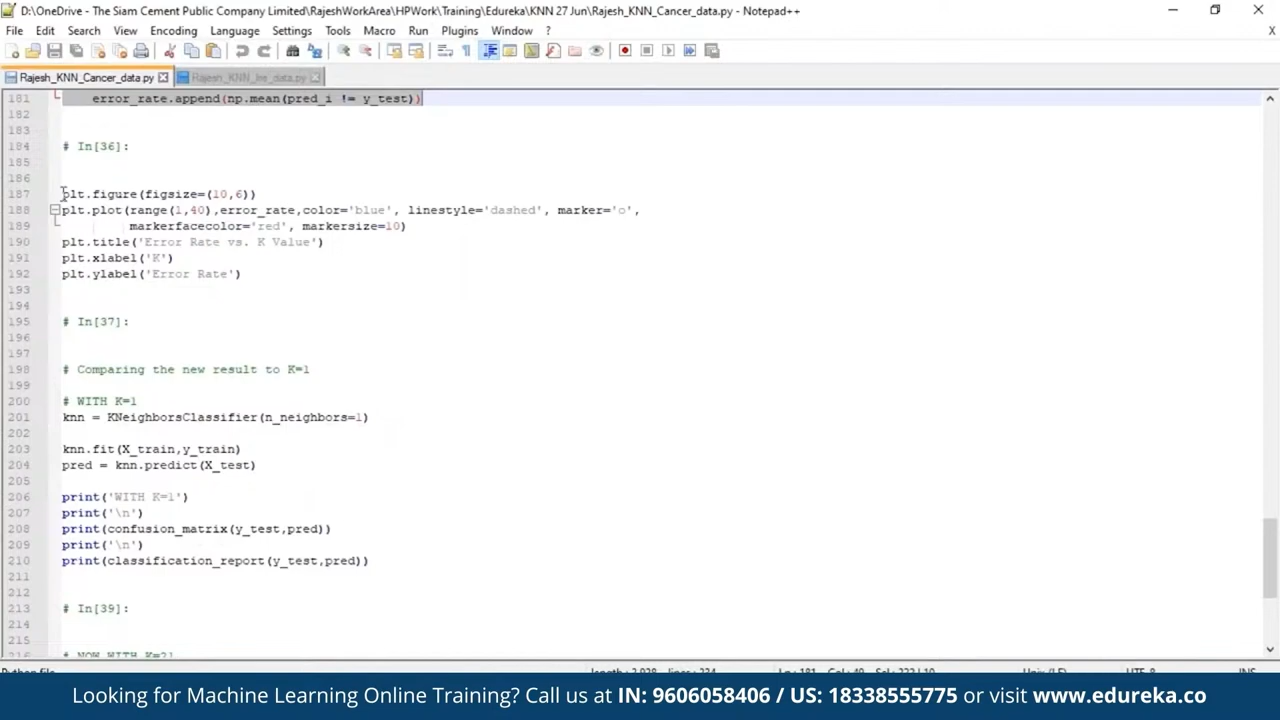 D:\OneDrive - The Siam Cement Public Company Limited\RajeshWorkArea\HPWork\Training\Edureka\KNN 27 Jun\Rajesh_KNN_Cancer_data.py - Notepad++
File Edit Search View Encoding Language Settings Tools Macro Run Plugins Window ?
X
Rajesh_KNN_Cancer_data.py Rajesh_KNN_Iris_data.py
181 error_rate.append(np.mean(pred_i != y_test))
182
183
184 # In[36]:
185
186
187 plt.figure(figsize=(10,6))
188 plt.plot(range(1,40),error_rate,color='blue', linestyle='dashed', marker='o',
189 markerfacecolor='red', markersize=10)
190 plt.title('Error Rate vs. K Value')
191 plt.xlabel('K')
192 plt.ylabel('Error Rate')
193
194
195 # In[37]:
196
197
198 # Comparing the new result to K=1
199
200 # WITH K=1
201 knn = KNeighborsClassifier(n_neighbors=1)
202
203 knn.fit(X_train,y_train)
204 pred = knn.predict(X_test)
205
206 print('WITH K=1')
207 print('\n')
208 print(confusion_matrix(y_test,pred))
209 print('\n')
210 print(classification_report(y_test,pred))
211
212
213 # In[39]:
214
215
216 # NOW WITH K=21
Looking for Machine Learning Online Training? Call us at IN: 9606058406 / US: 18338555775 or visit www.edureka.co